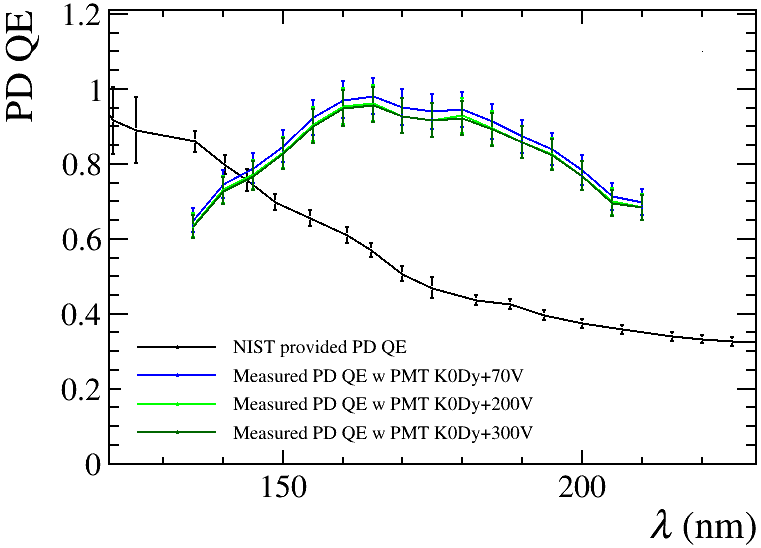 PD QE
1.2
1
0.8
0.6
0.4
0.2
0
NIST provided PD QE
Measured PD QE w PMT K0Dy+70V
Measured PD QE w PMT K0Dy+200V
Measured PD QE w PMT K0Dy+300V
150
200
λ (nm)